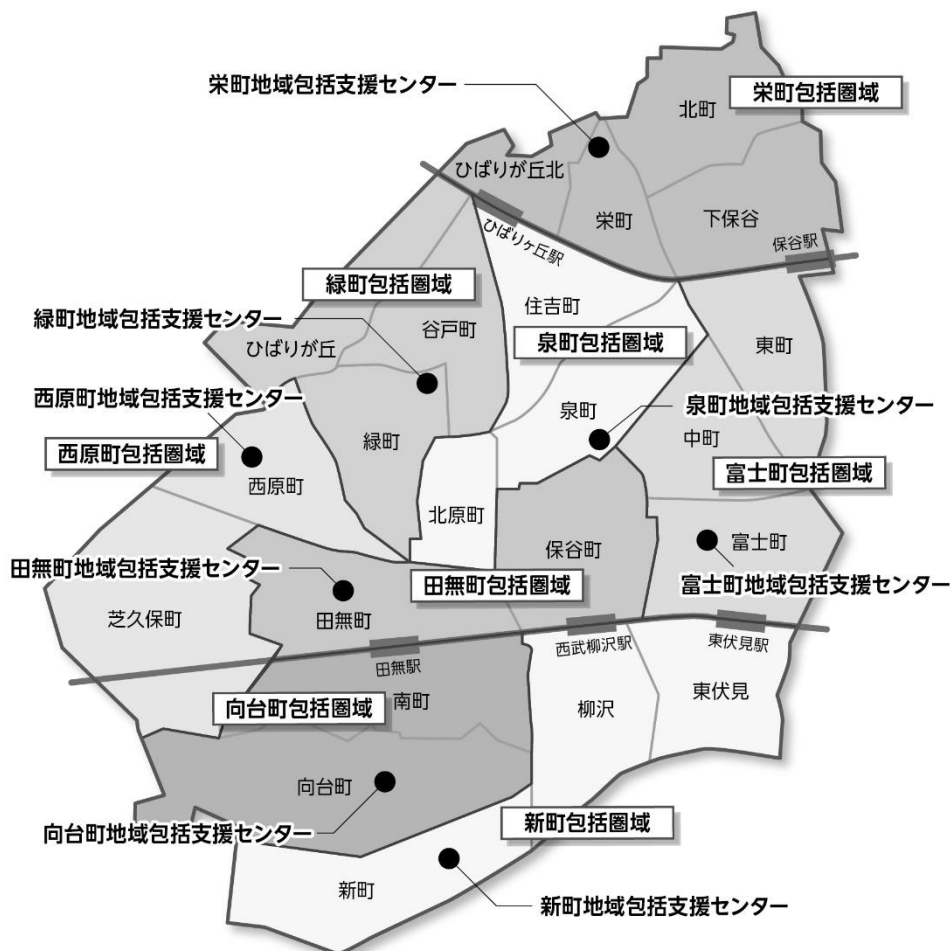 栄町地域包括支援センター
栄町包括圏域
北町
ひばりが丘北
栄町
下保谷
保谷駅
ひばりヶ丘駅
緑町包括圏域
住吉町
緑町地域包括支援センター
谷戸町
泉町包括圏域
東町
ひばりが丘
西原町地域包括支援センター
泉町
泉町地域包括支援センター
中町
緑町
西原町包括圏域
富士町包括圏域
西原町
北原町
保谷町
富士町
田無町地域包括支援センター
田無町包括圏域
富士町地域包括支援センター
芝久保町
田無町
西武柳沢駅
東伏見駅
田無駅
東伏見
向台町包括圏域
南町
柳沢
向台町
向台町地域包括支援センター
新町包括圏域
新町
新町地域包括支援センター